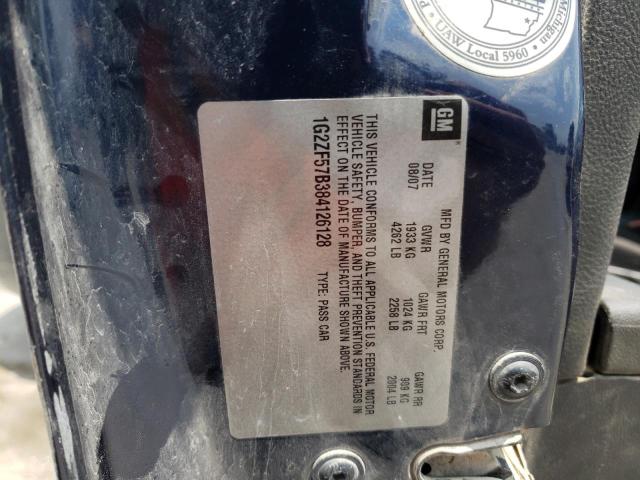 Michigan
UAW Local 5960
GM
MFD BY GENERAL MOTORS CORP.
DATE GVWR GAWR FRT GAWR RR
08/07 1933 KG 1024 KG 909 KG
4262 LB 2258 LB 2004 LB
THIS VEHICLE CONFORMS TO ALL APPLICABLE U.S. FEDERAL MOTOR
VEHICLE SAFETY, BUMPER, AND THEFT PREVENTION STANDARDS IN
EFFECT ON THE DATE OF MANUFACTURE SHOWN ABOVE.
1G2ZF57B384126128 TYPE: PASS CAR